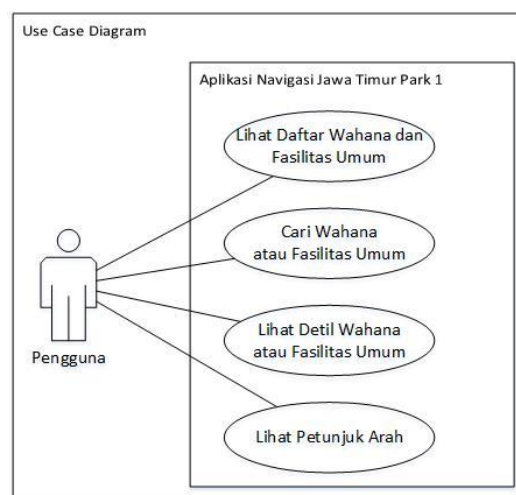 Use Case Diagram
Aplikasi Navigasi Jawa Timur Park 1
Lihat Daftar Wahana dan
Fasilitas Umum
Cari Wahana
atau Fasilitas Umum
Lihat Detil Wahana
atau Fasilitas Umum
Lihat Petunjuk Arah
Pengguna